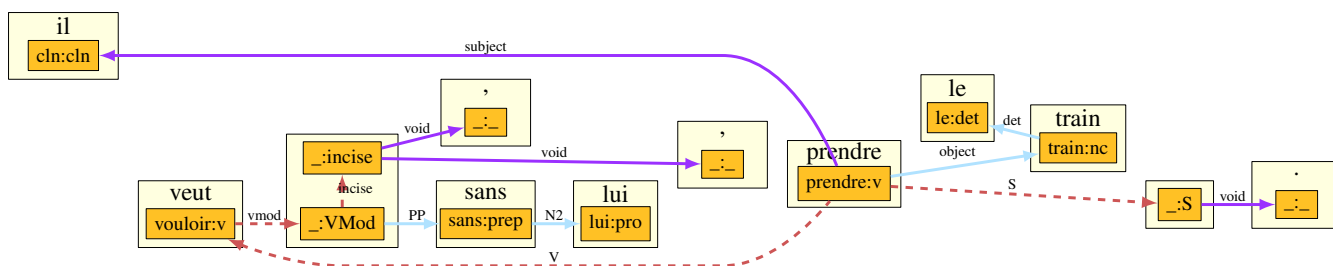 il
cln:cln
subject
,
_:_
void
_:incise
void
,
_:_
incise
veut
vouloir:v
vmod
_:VMod
PP
sans
sans:prep
N2
lui
lui:pro
V
prendre
prendre:v
object
le
le:det
det
train
train:nc
S
_:S
void
.
_:_